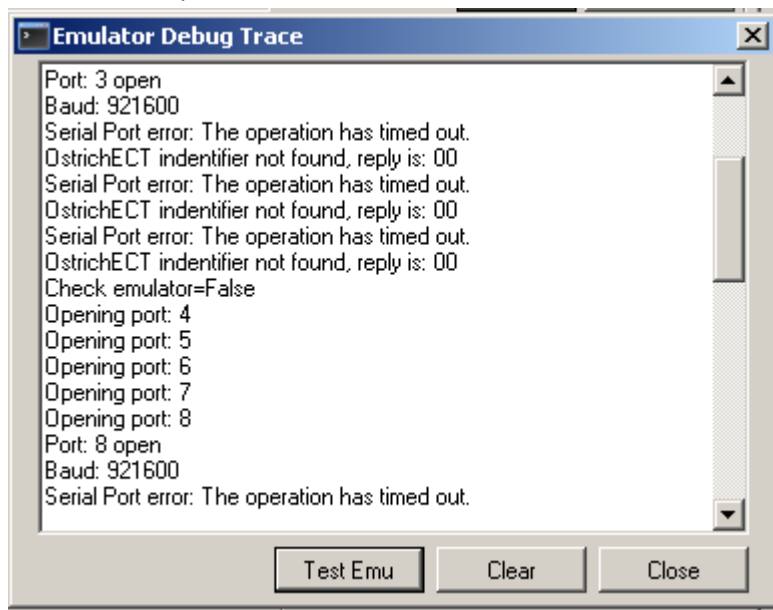 Emulator Debug Trace
Port: 3 open
Baud: 921600
Serial Port error: The operation has timed out.
OstrichECT indentifier not found, reply is: 00
Serial Port error: The operation has timed out.
OstrichECT indentifier not found, reply is: 00
Serial Port error: The operation has timed out.
OstrichECT indentifier not found, reply is: 00
Check emulator=False
Opening port: 4
Opening port: 5
Opening port: 6
Opening port: 7
Opening port: 8
Port: 8 open
Baud: 921600
Serial Port error: The operation has timed out.
Test Emu Clear Close